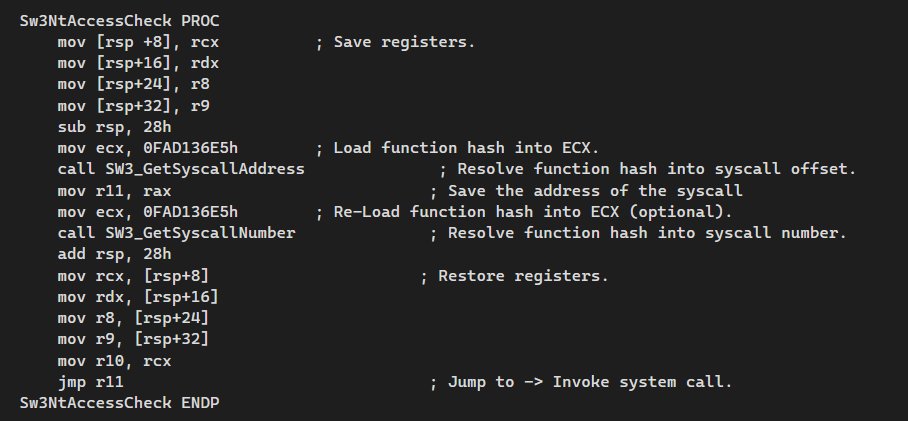 Sw3NtAccessCheck PROC
mov [rsp +8], rcx ; Save registers.
mov [rsp+16], rdx
mov [rsp+24], r8
mov [rsp+32], r9
sub rsp, 28h
mov ecx, 0FAD136E5h ; Load function hash into ECX.
call SW3_GetSyscallAddress ; Resolve function hash into syscall offset.
mov r11, rax ; Save the address of the syscall
mov ecx, 0FAD136E5h ; Re-Load function hash into ECX (optional).
call SW3_GetSyscallNumber ; Resolve function hash into syscall number.
add rsp, 28h
mov rcx, [rsp+8] ; Restore registers.
mov rdx, [rsp+16]
mov r8, [rsp+24]
mov r9, [rsp+32]
mov r10, rcx
jmp r11 ; Jump to -> Invoke system call.
Sw3NtAccessCheck ENDP